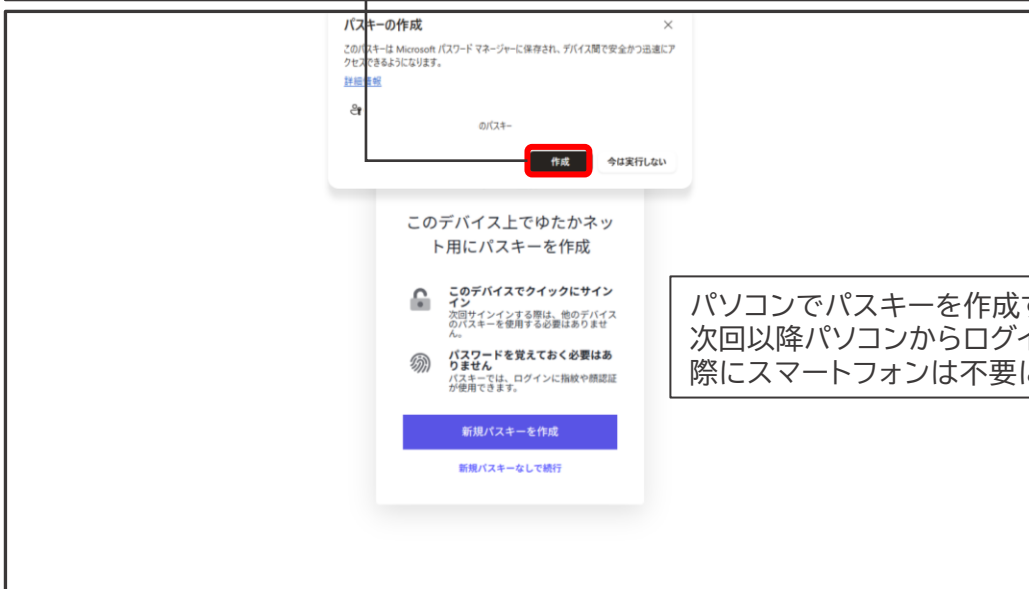 パスキーの作成
このパスキーは Microsoft パスワード マネージャーに保存され、デバイス間で安全かつ迅速にア
クセスできるようになります。
詳細情報
のパスキー
作成
今は実行しない
このデバイス上でゆたかネッ
ト用にパスキーを作成
このデバイスでクイックにサイン
イン
次回サインインする際は、他のデバイス
のパスキーを使用する必要はありませ
ん。
パスワードを覚えておく必要はあ
りません
パスキーでは、ログインに指紋や顔認証
が使用できます。
新規パスキーを作成
新規パスキーなしで続行
パソコンでパスキーを作成す
次回以降パソコンからログイ
際にスマートフォンは不要に